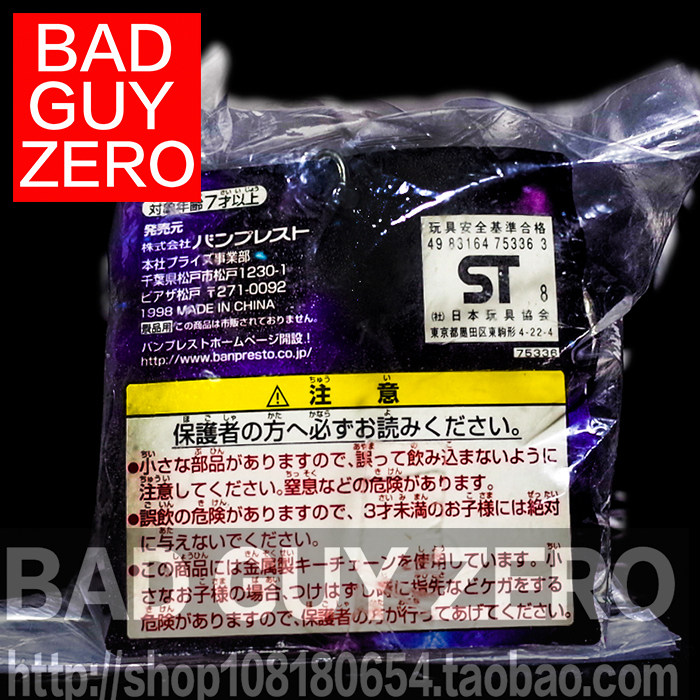 BAD
GUY
ZERO
対象年齢7才以上
発売元
株式会社バンプレスト
本社プライズ事業部
千葉県松戸市松戸1230-1
ピアザ松戸 〒271-0092
1998 MADE IN CHINA
景品用 この商品は市販されておりません。
バンプレストホームページ開設!
http://www.banpresto.co.jp/
玩具安全基準合格
49 83164 75336 3
ST 8
(社)日本玩具協会
東京都墨田区東駒形4-22-4
75336
⚠ 注意
保護者の方へ必ずお読みください。
●小さな部品がありますので、誤って飲み込まないように
注意してください。窒息などの危険があります。
●誤飲の危険がありますので、3才未満のお子様には絶対
に与えないでください。
●この商品には金属製キーチェーンを使用しています。小
さなお子様の場合、つけはずし時に指先などケガをする
危険がありますので、保護者の方が行ってあげてください。
BAD GUY ZERO
http://shop108180654.taobao.com